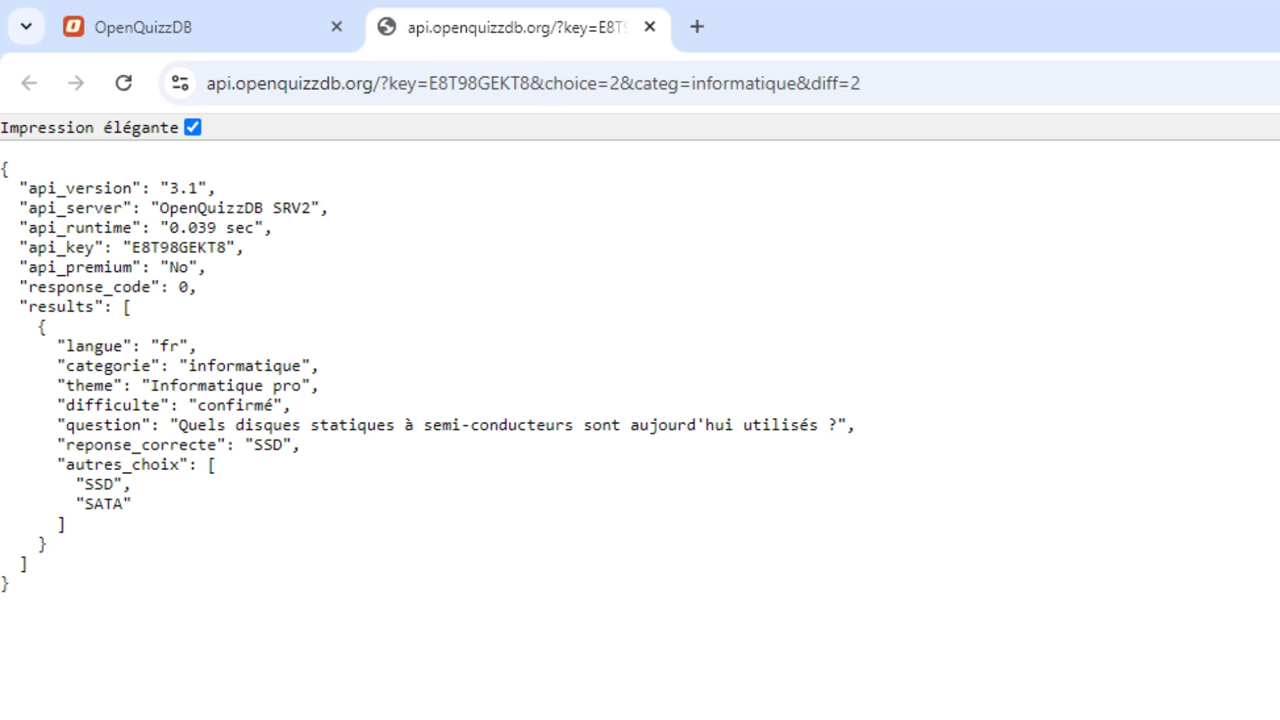 OpenQuizzDB
api.openquizzdb.org/?key=E8T9
api.openquizzdb.org/?key=E8T98GEKT8&choice=2&categ=informatique&diff=2
Impression élégante
{
"api_version": "3.1",
"api_server": "OpenQuizzDB SRV2",
"api_runtime": "0.039 sec",
"api_key": "E8T98GEKT8",
"api_premium": "No",
"response_code": 0,
"results": [
{
"langue": "fr",
"categorie": "informatique",
"theme": "Informatique pro",
"difficulte": "confirmé",
"question": "Quels disques statiques à semi-conducteurs sont aujourd'hui utilisés ?",
"reponse_correcte": "SSD",
"autres_choix": [
"SSD",
"SATA"
]
}
]
}